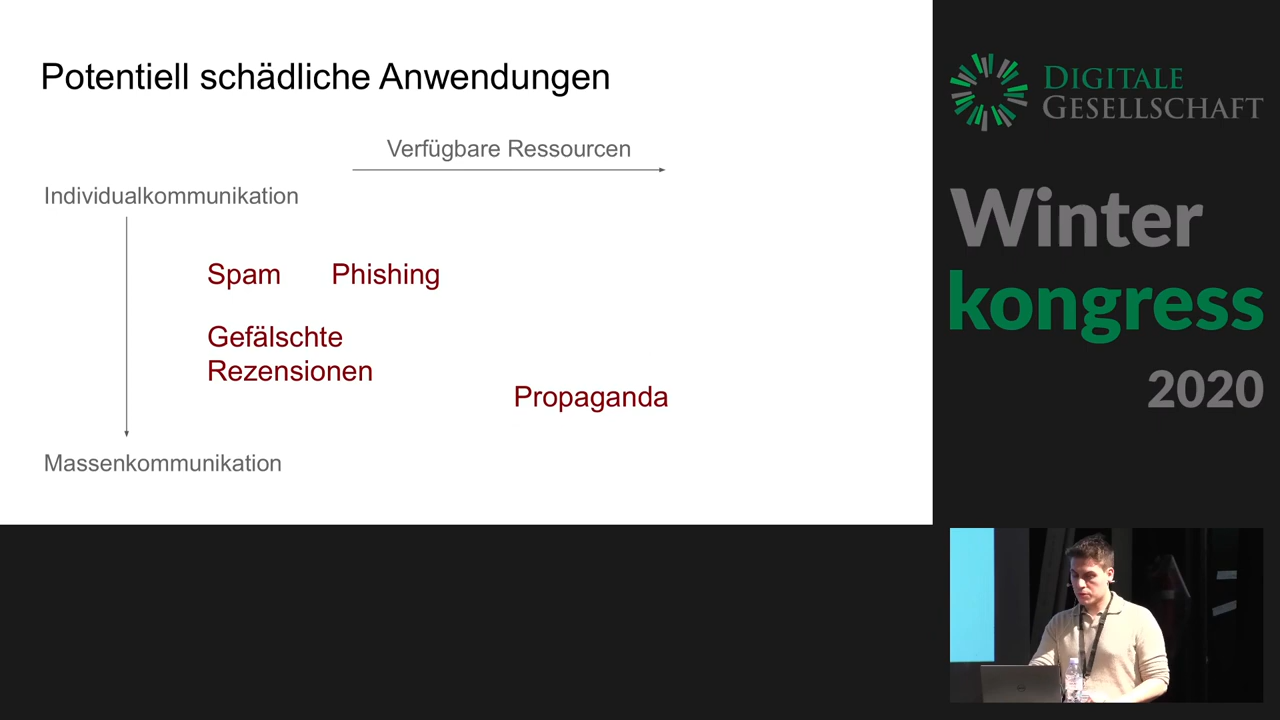 Potentiell schädliche Anwendungen
Verfügbare Ressourcen
Individualkommunikation
Spam Phishing
Gefälschte
Rezensionen
Propaganda
Massenkommunikation
DIGITALE
GESELLSCHAFT
Winter
kongress
2020